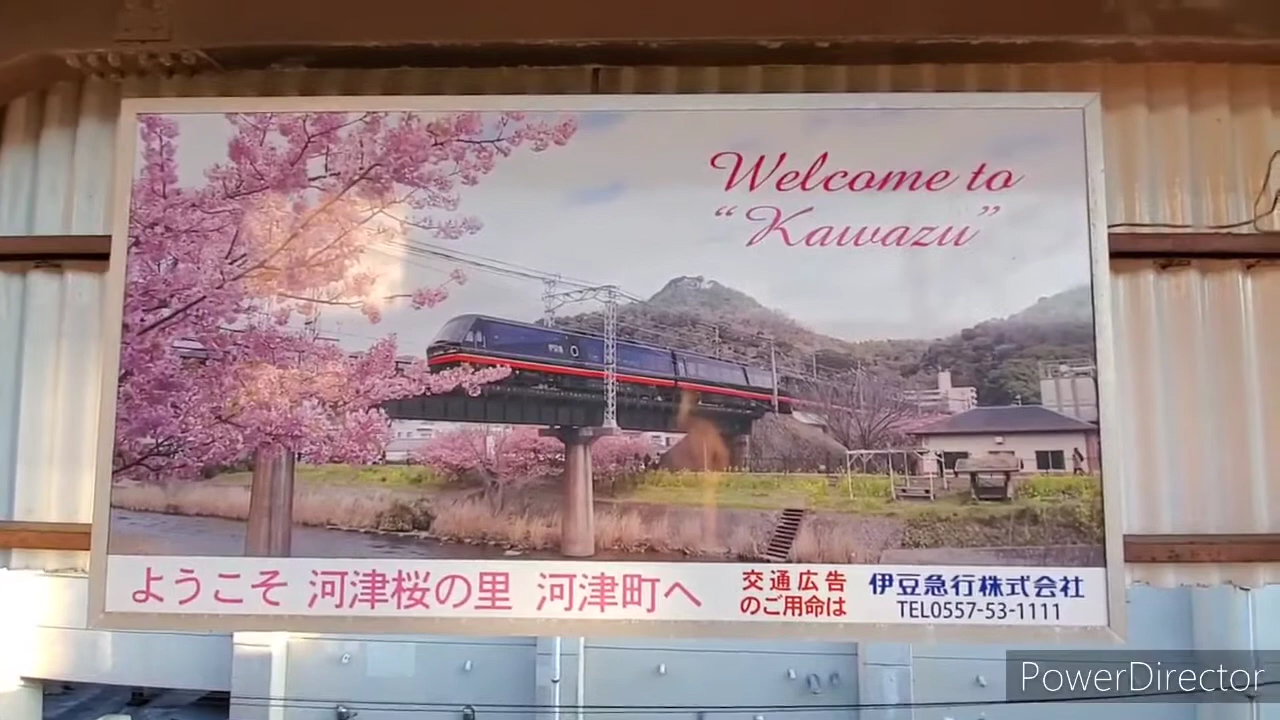 Welcome to
“Kawazu”
ようこそ 河津桜の里 河津町へ
交通広告
のご用命は
伊豆急行株式会社
TEL0557-53-1111
PowerDirector